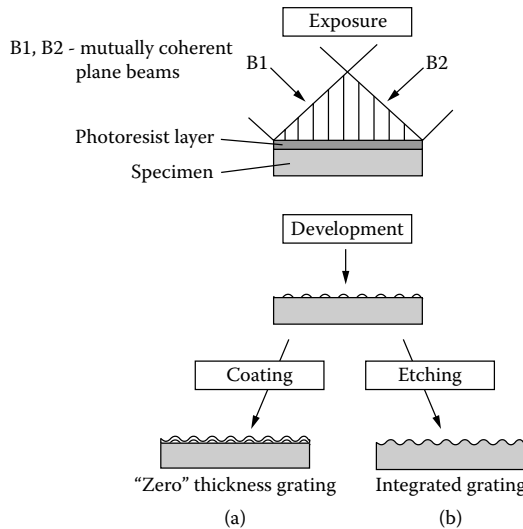 Exposure
B1, B2 - mutually coherent
plane beams
B1
B2
Photoresist layer
Specimen
Development
Coating
Etching
“Zero” thickness grating
Integrated grating
(a)
(b)